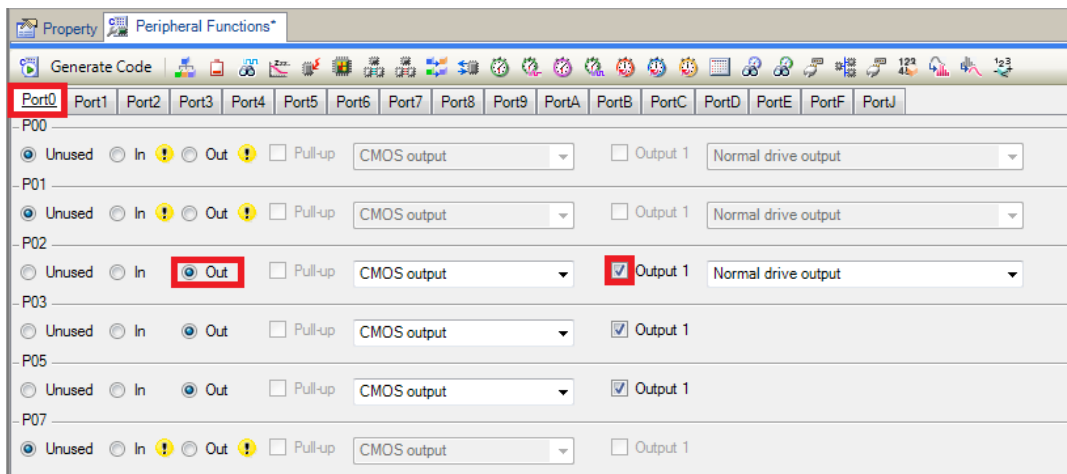 Property Peripheral Functions*
Generate Code
Port0 Port1 Port2 Port3 Port4 Port5 Port6 Port7 Port8 Port9 PortA PortB PortC PortD PortE PortF PortJ
P00
Unused In Out Pull-up CMOS output Output 1 Normal drive output
P01
Unused In Out Pull-up CMOS output Output 1 Normal drive output
P02
Unused In Out Pull-up CMOS output Output 1 Normal drive output
P03
Unused In Out Pull-up CMOS output Output 1
P05
Unused In Out Pull-up CMOS output Output 1
P07
Unused In Out Pull-up CMOS output Output 1